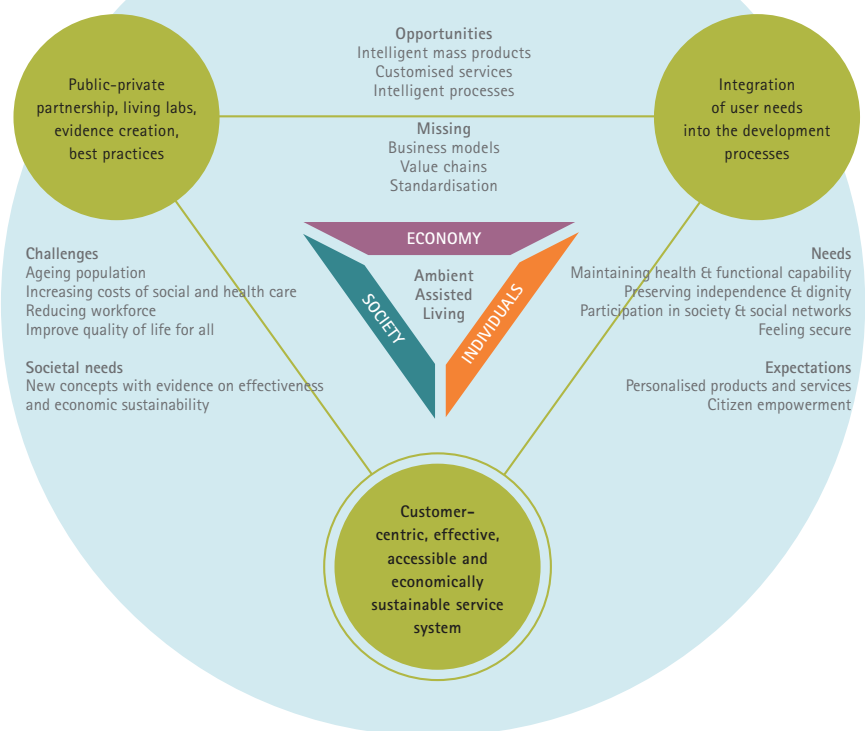 Opportunities
Intelligent mass products
Customised services
Intelligent processes
Public-private
partnership, living labs,
evidence creation,
best practices
Integration
of user needs
into the development
processes
Missing
Business models
Value chains
Standardisation
ECONOMY
SOCIETY
INDIVIDUALS
Ambient
Assisted
Living
Challenges
Ageing population
Increasing costs of social and health care
Reducing workforce
Improve quality of life for all
Societal needs
New concepts with evidence on effectiveness
and economic sustainability
Needs
Maintaining health & functional capability
Preserving independence & dignity
Participation in society & social networks
Feeling secure
Expectations
Personalised products and services
Citizen empowerment
Customer-
centric, effective,
accessible and
economically
sustainable service
system